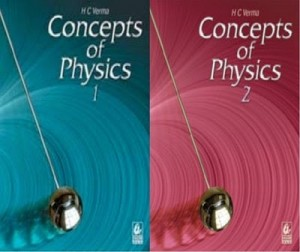 H C Verma
Concepts
of
Physics
1
H C Verma
Concepts
of
Physics
2